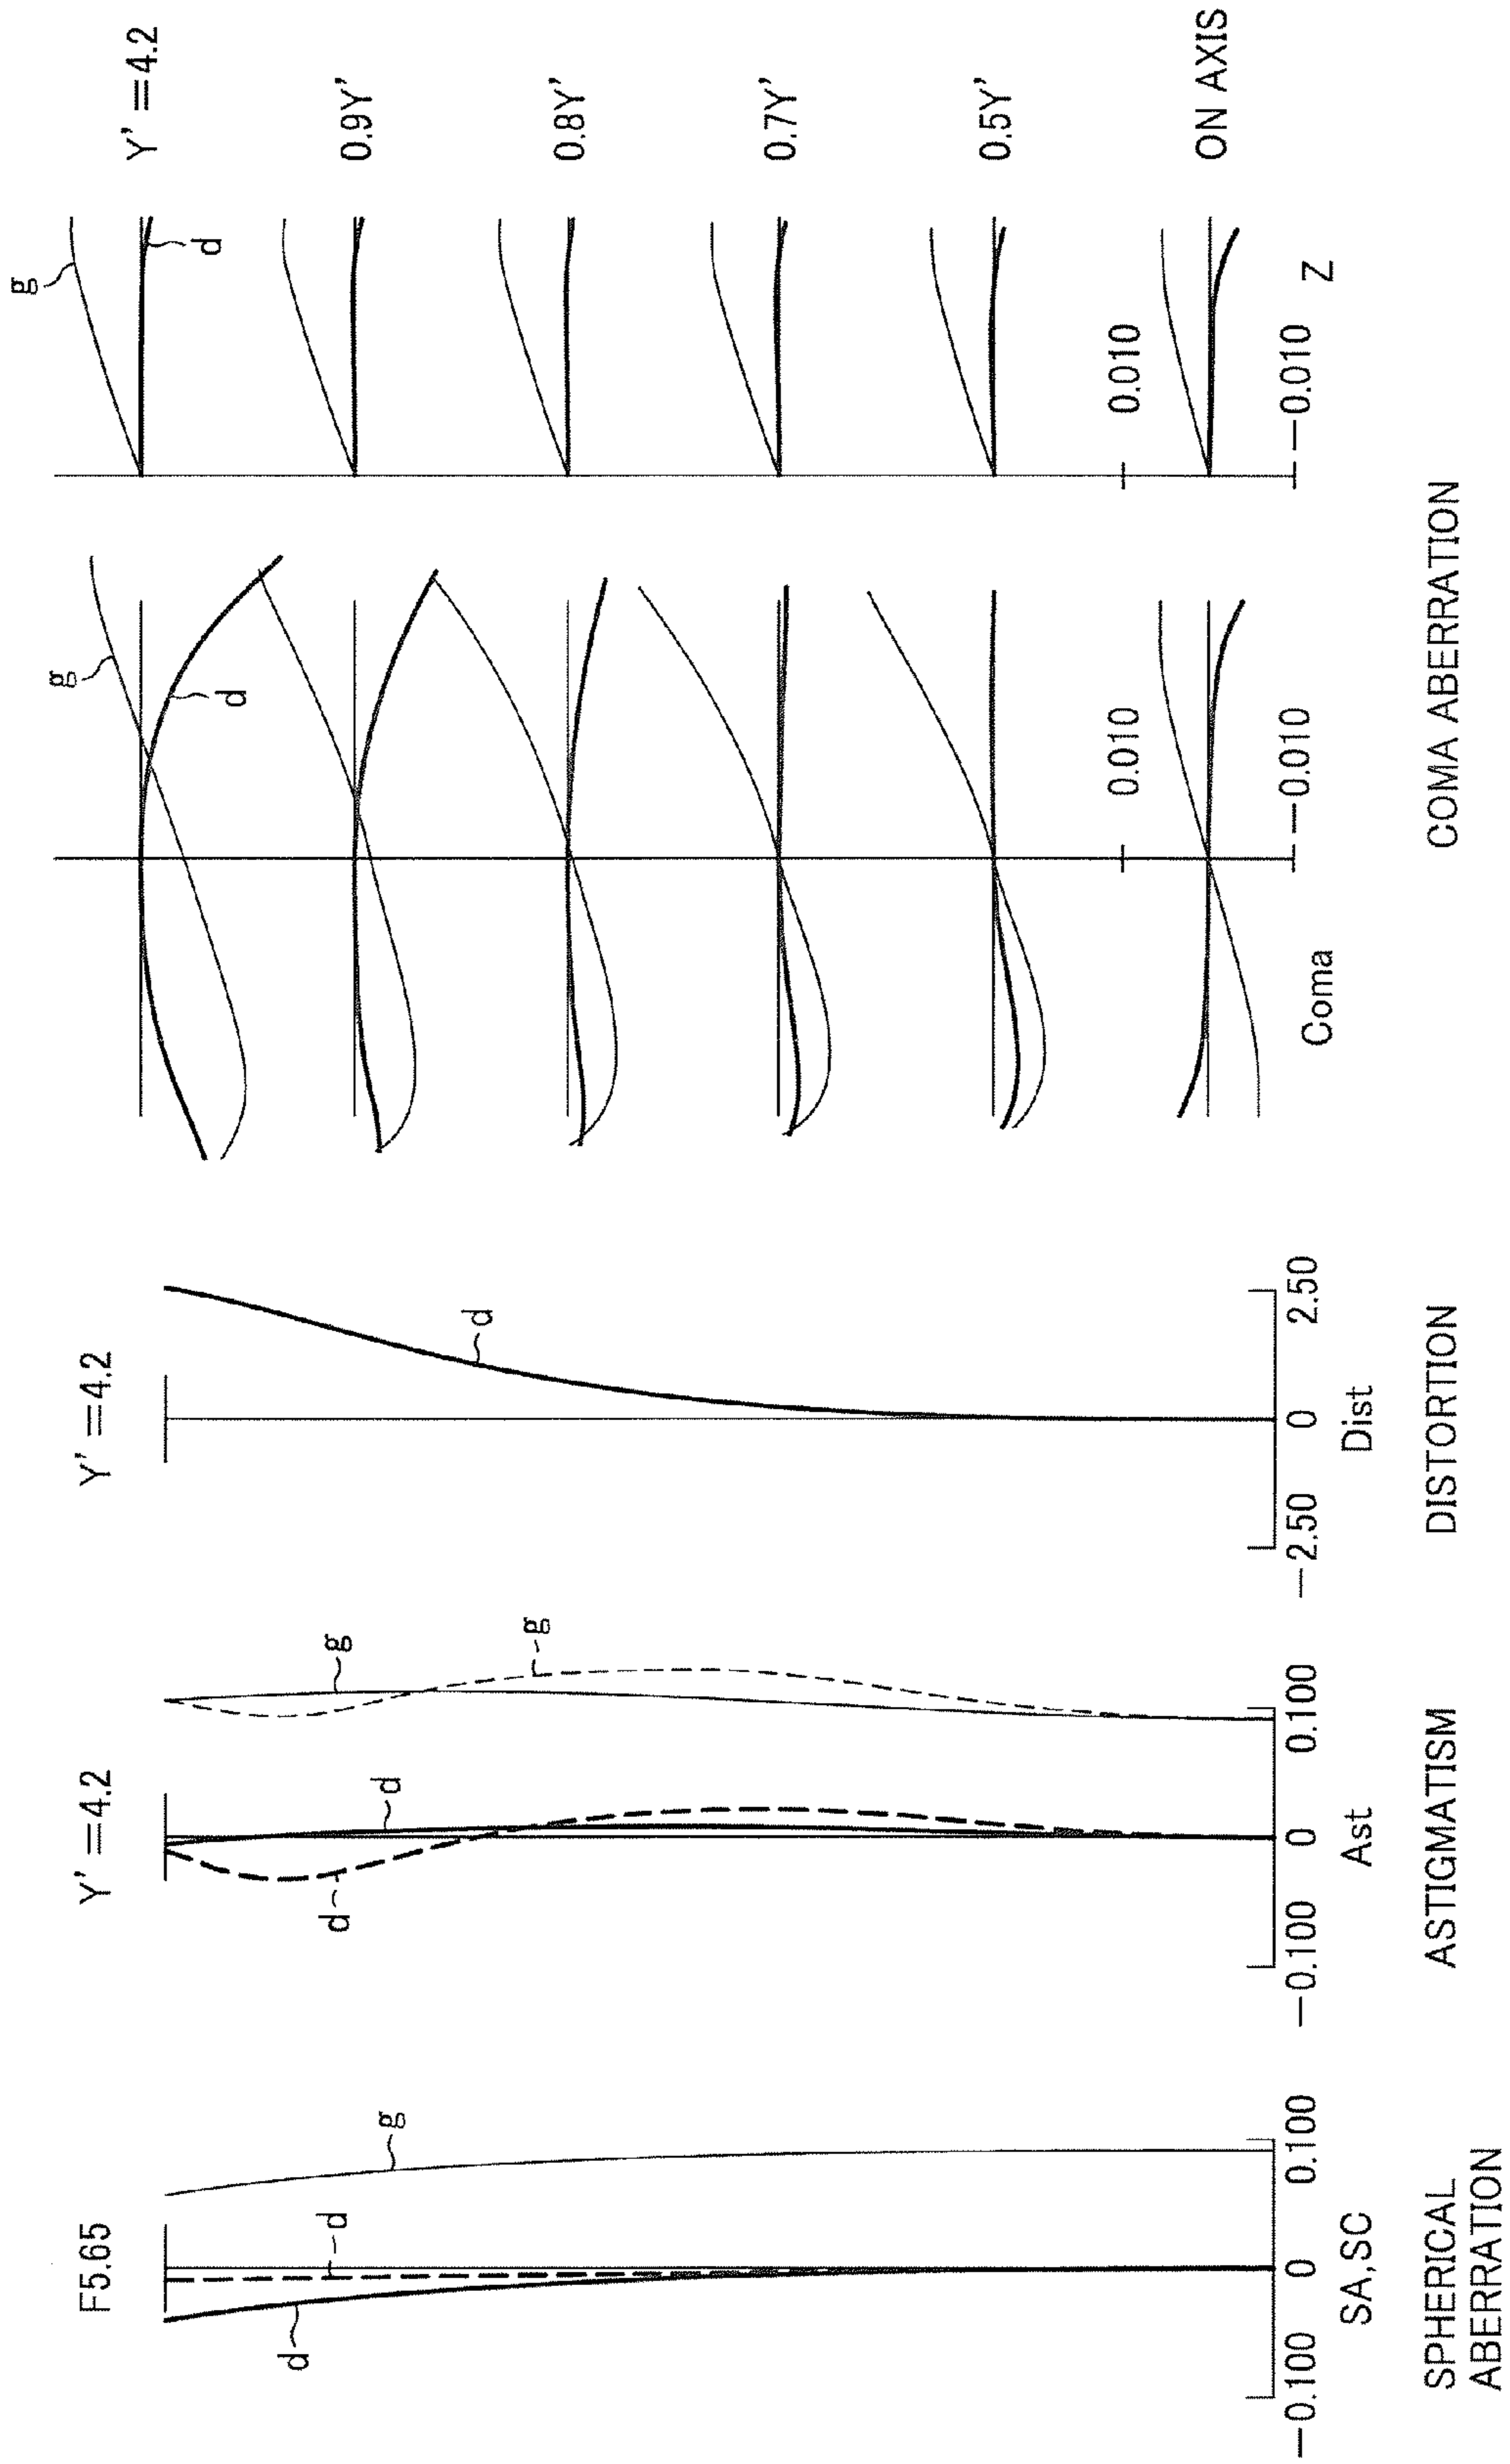 F5.65
d
d
g
−0.100
0
0.100
SA,SC
SPHERICAL
ABERRATION
Y' =4.2
d
d
g
g
−0.100
0
0.100
Ast
ASTIGMATISM
Y' =4.2
d
−2.50
0
2.50
Dist
DISTORTION
g
d
0.010
−0.010
Coma
g
d
0.010
−0.010
Z
Y' =4.2
0.9Y'
0.8Y'
0.7Y'
0.5Y'
ON AXIS
COMA ABERRATION